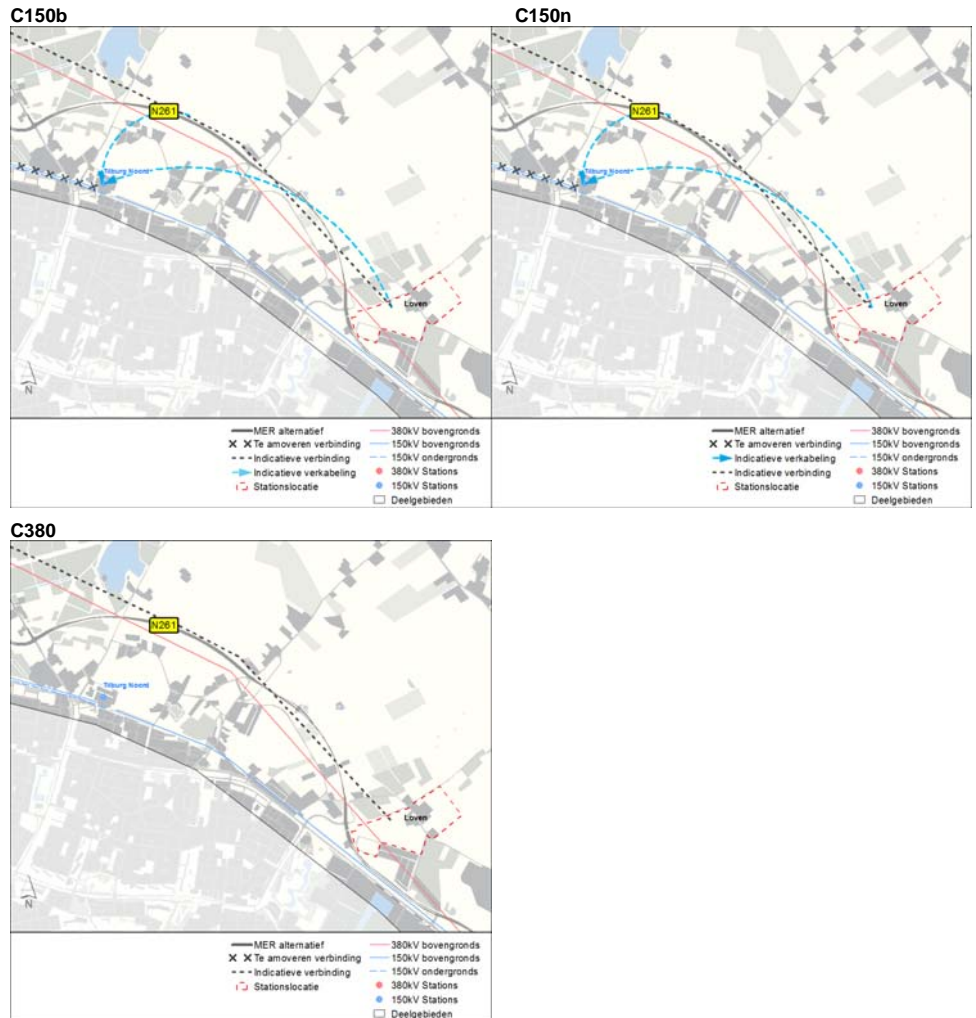 C150b
C150n
N261
Tilburg Noord
Loven
N
MER alternatief
Te amoveren verbinding
Indicatieve verbinding
Indicatieve verkabeling
Stationslocatie
380kV bovengronds
150kV bovengronds
150kV ondergronds
380kV Stations
150kV Stations
Deelgebieden
N261
Tilburg Noord
Loven
N
MER alternatief
Te amoveren verbinding
Indicatieve verkabeling
Indicatieve verbinding
Stationslocatie
380kV bovengronds
150kV bovengronds
150kV ondergronds
380kV Stations
150kV Stations
Deelgebieden
C380
N261
Tilburg Noord
Loven
N
MER alternatief
Te amoveren verbinding
Indicatieve verbinding
Stationslocatie
380kV bovengronds
150kV bovengronds
150kV ondergronds
380kV Stations
150kV Stations
Deelgebieden